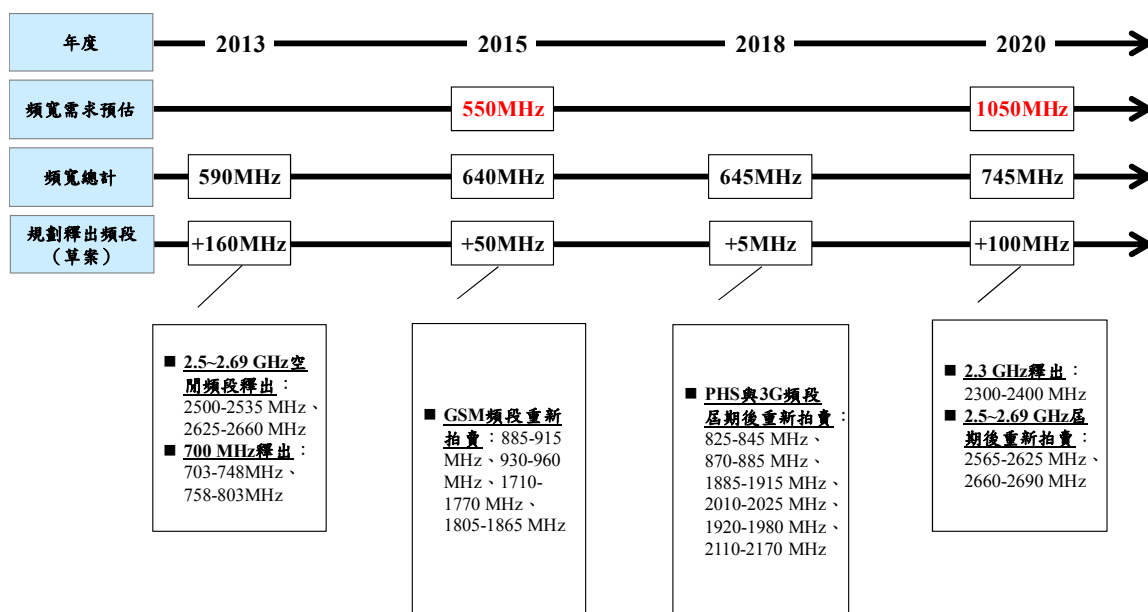 年度
2013
2015
2018
2020
頻寬需求預估
550MHz
1050MHz
頻寬總計
590MHz
640MHz
645MHz
745MHz
規劃釋出頻段
（草案）
+160MHz
+50MHz
+5MHz
+100MHz
■ 2.5~2.69 GHz空
閒頻段釋出：
2500-2535 MHz、
2625-2660 MHz
■ 700 MHz釋出：
703-748MHz、
758-803MHz
■ GSM頻段重新
拍賣：885-915
MHz、930-960
MHz、1710-
1770 MHz、
1805-1865 MHz
■ PHS與3G頻段
屆期後重新拍賣：
825-845 MHz、
870-885 MHz、
1885-1915 MHz、
2010-2025 MHz、
1920-1980 MHz、
2110-2170 MHz
■ 2.3 GHz釋出：
2300-2400 MHz
■ 2.5~2.69 GHz屆
期後重新拍賣：
2565-2625 MHz、
2660-2690 MHz